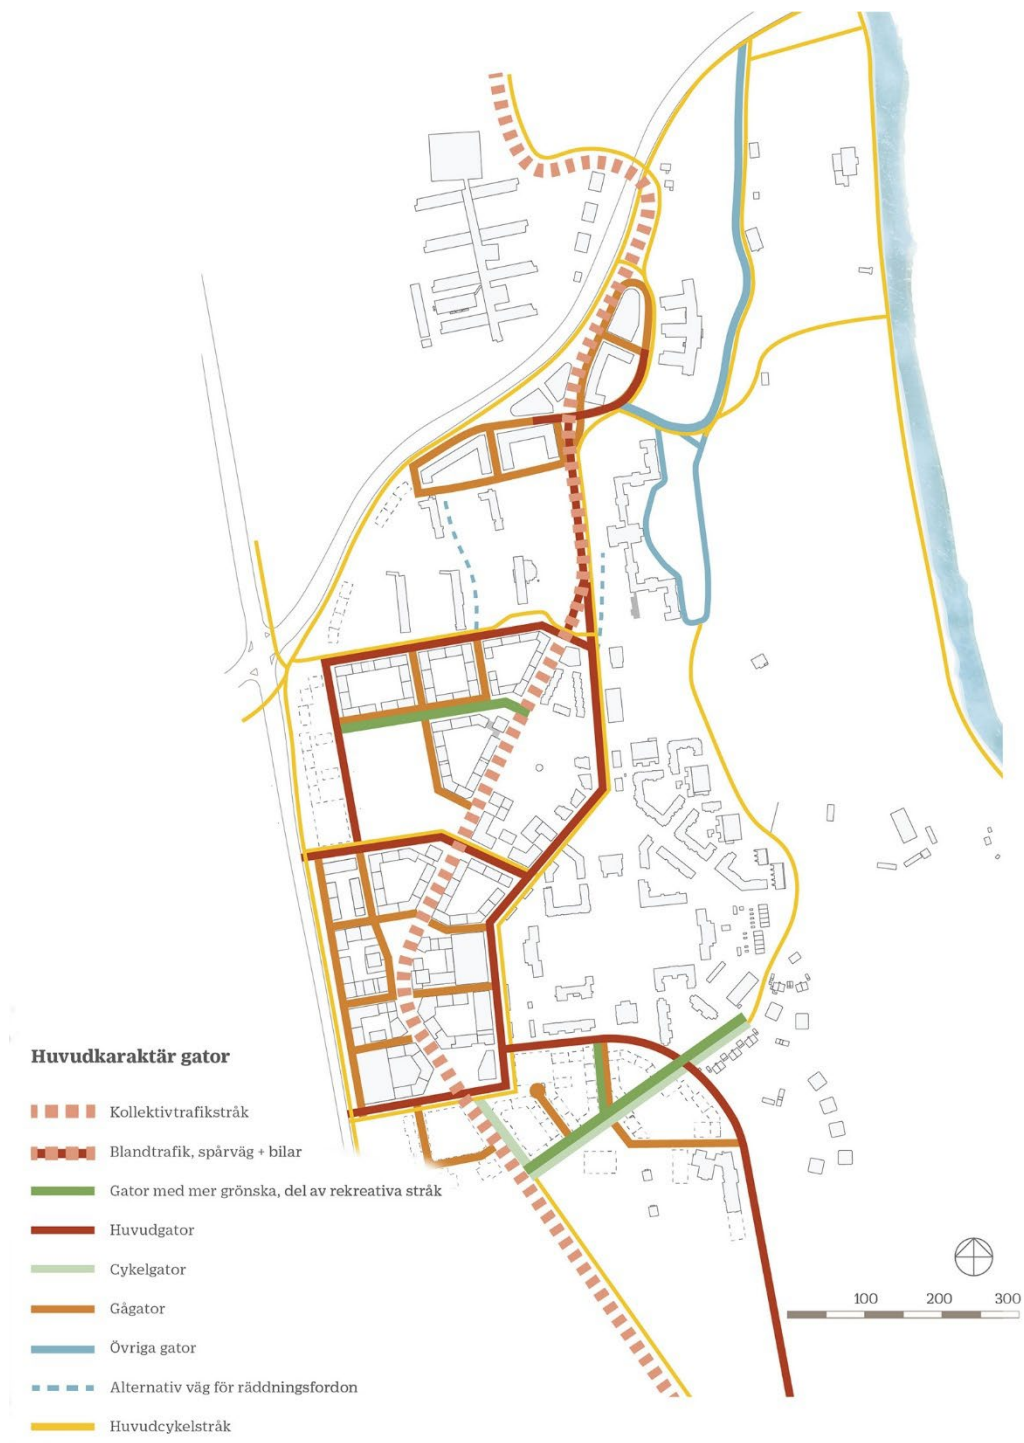 Huvudkaraktär gator
Kollektivtrafikstråk
Blandtrafik, spårväg + bilar
Gator med mer grönska, del av rekreativa stråk
Huvudgator
Cykelgator
Gågator
Övriga gator
Alternativ väg för räddningsfordon
Huvudcykelstråk
100 200 300